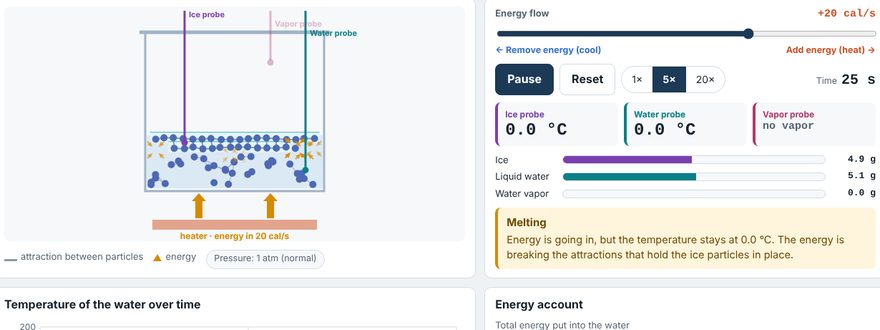 Ice probe
Vapor probe
Water probe
heater · energy in 20 cal/s
attraction between particles
energy
Pressure: 1 atm (normal)
Temperature of the water over time
200
Energy flow
+20 cal/s
← Remove energy (cool)
Add energy (heat) →
Pause
Reset
1×
5×
20×
Time 25 s
Ice probe
0.0 °C
Water probe
0.0 °C
Vapor probe
no vapor
Ice
4.9 g
Liquid water
5.1 g
Water vapor
0.0 g
Melting
Energy is going in, but the temperature stays at 0.0 °C. The energy is
breaking the attractions that hold the ice particles in place.
Energy account
Total energy put into the water